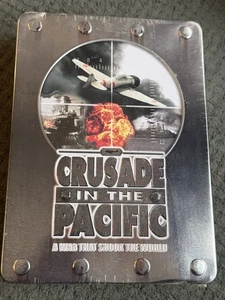 CRUSADE
IN THE
PACIFIC
A WAR THAT SHOOK THE WORLD